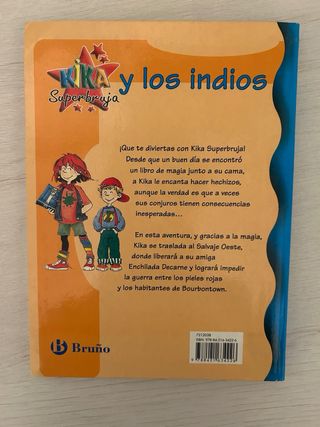 KIKA
Superbruja
y los indios
¡Que te diviertas con Kika Superbruja!
Desde que un buen día se encontró
un libro de magia junto a su cama,
a Kika le encanta hacer hechizos,
aunque la verdad es que a veces
sus conjuros tienen consecuencias
inesperadas...
En esta aventura, y gracias a la magia,
Kika se traslada al Salvaje Oeste,
donde liberará a su amiga
Enchilada Decarne y logrará impedir
la guerra entre los pieles rojas
y los habitantes de Bourbontown.
Bruño